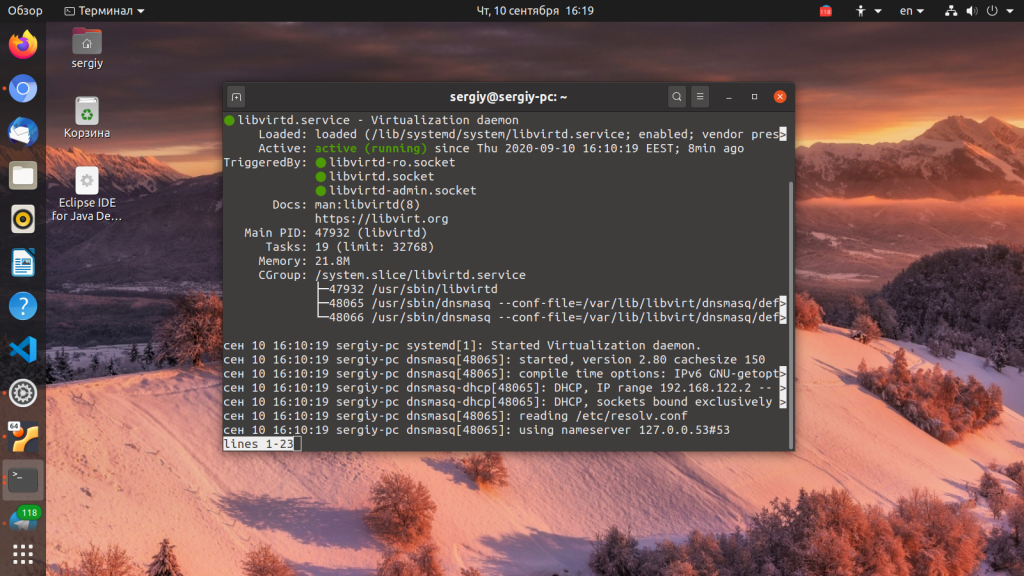 Обзор
Терминал
Чт, 10 сентября 16:19
118
en
sergiy
Корзина
Eclipse IDE
for Java De...
64
118
sergiy@sergiy-pc: ~
libvirtd.service - Virtualization daemon
Loaded: loaded (/lib/systemd/system/libvirtd.service; enabled; vendor pres>
Active: active (running) since Thu 2020-09-10 16:10:19 EEST; 8min ago
TriggeredBy: ● libvirtd-ro.socket
● libvirtd.socket
● libvirtd-admin.socket
Docs: man:libvirtd(8)
https://libvirt.org
Main PID: 47932 (libvirtd)
Tasks: 19 (limit: 32768)
Memory: 21.8M
CGroup: /system.slice/libvirtd.service
├─47932 /usr/sbin/libvirtd
├─48065 /usr/sbin/dnsmasq --conf-file=/var/lib/libvirt/dnsmasq/def>
└─48066 /usr/sbin/dnsmasq --conf-file=/var/lib/libvirt/dnsmasq/def>
сен 10 16:10:19 sergiy-pc systemd[1]: Started Virtualization daemon.
сен 10 16:10:19 sergiy-pc dnsmasq[48065]: started, version 2.80 cachesize 150
сен 10 16:10:19 sergiy-pc dnsmasq[48065]: compile time options: IPv6 GNU-getopt>
сен 10 16:10:19 sergiy-pc dnsmasq-dhcp[48065]: DHCP, IP range 192.168.122.2 -- >
сен 10 16:10:19 sergiy-pc dnsmasq-dhcp[48065]: DHCP, sockets bound exclusively >
сен 10 16:10:19 sergiy-pc dnsmasq[48065]: reading /etc/resolv.conf
сен 10 16:10:19 sergiy-pc dnsmasq[48065]: using nameserver 127.0.0.53#53
lines 1-23